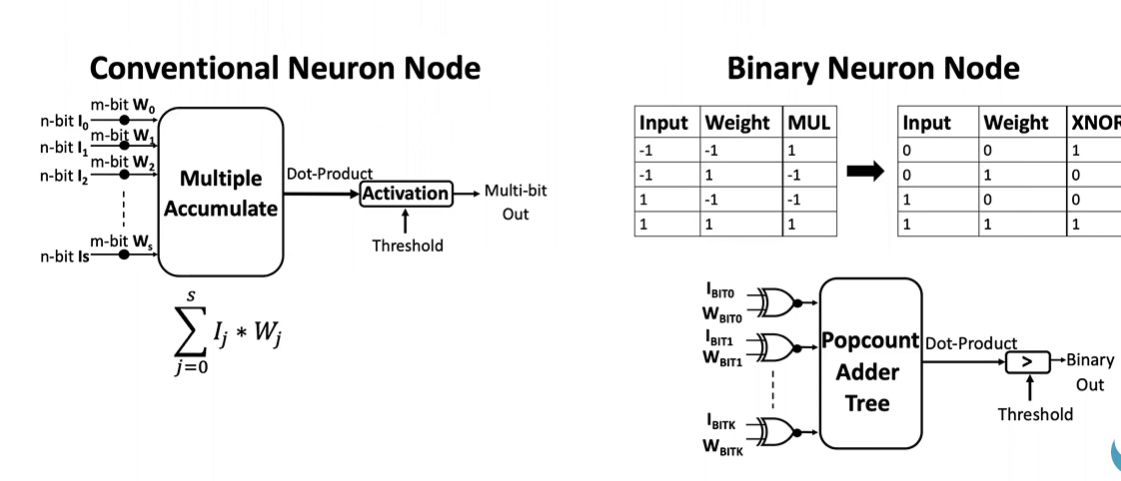 Conventional Neuron Node
m-bit W0
n-bit I0
m-bit W1
n-bit I1
m-bit W2
n-bit I2
m-bit Ws
n-bit Is
Multiple
Accumulate
Dot-Product
Activation
Multi-bit
Out
Threshold
s
∑ Ij * Wj
j=0
Binary Neuron Node
Input Weight MUL
-1 -1 1
-1 1 -1
1 -1 -1
1 1 1
Input Weight XNOR
0 0 1
0 1 0
1 0 0
1 1 1
IBIT0
WBIT0
IBIT1
WBIT1
IBITK
WBITK
Popcount
Adder
Tree
Dot-Product
>
Binary
Out
Threshold